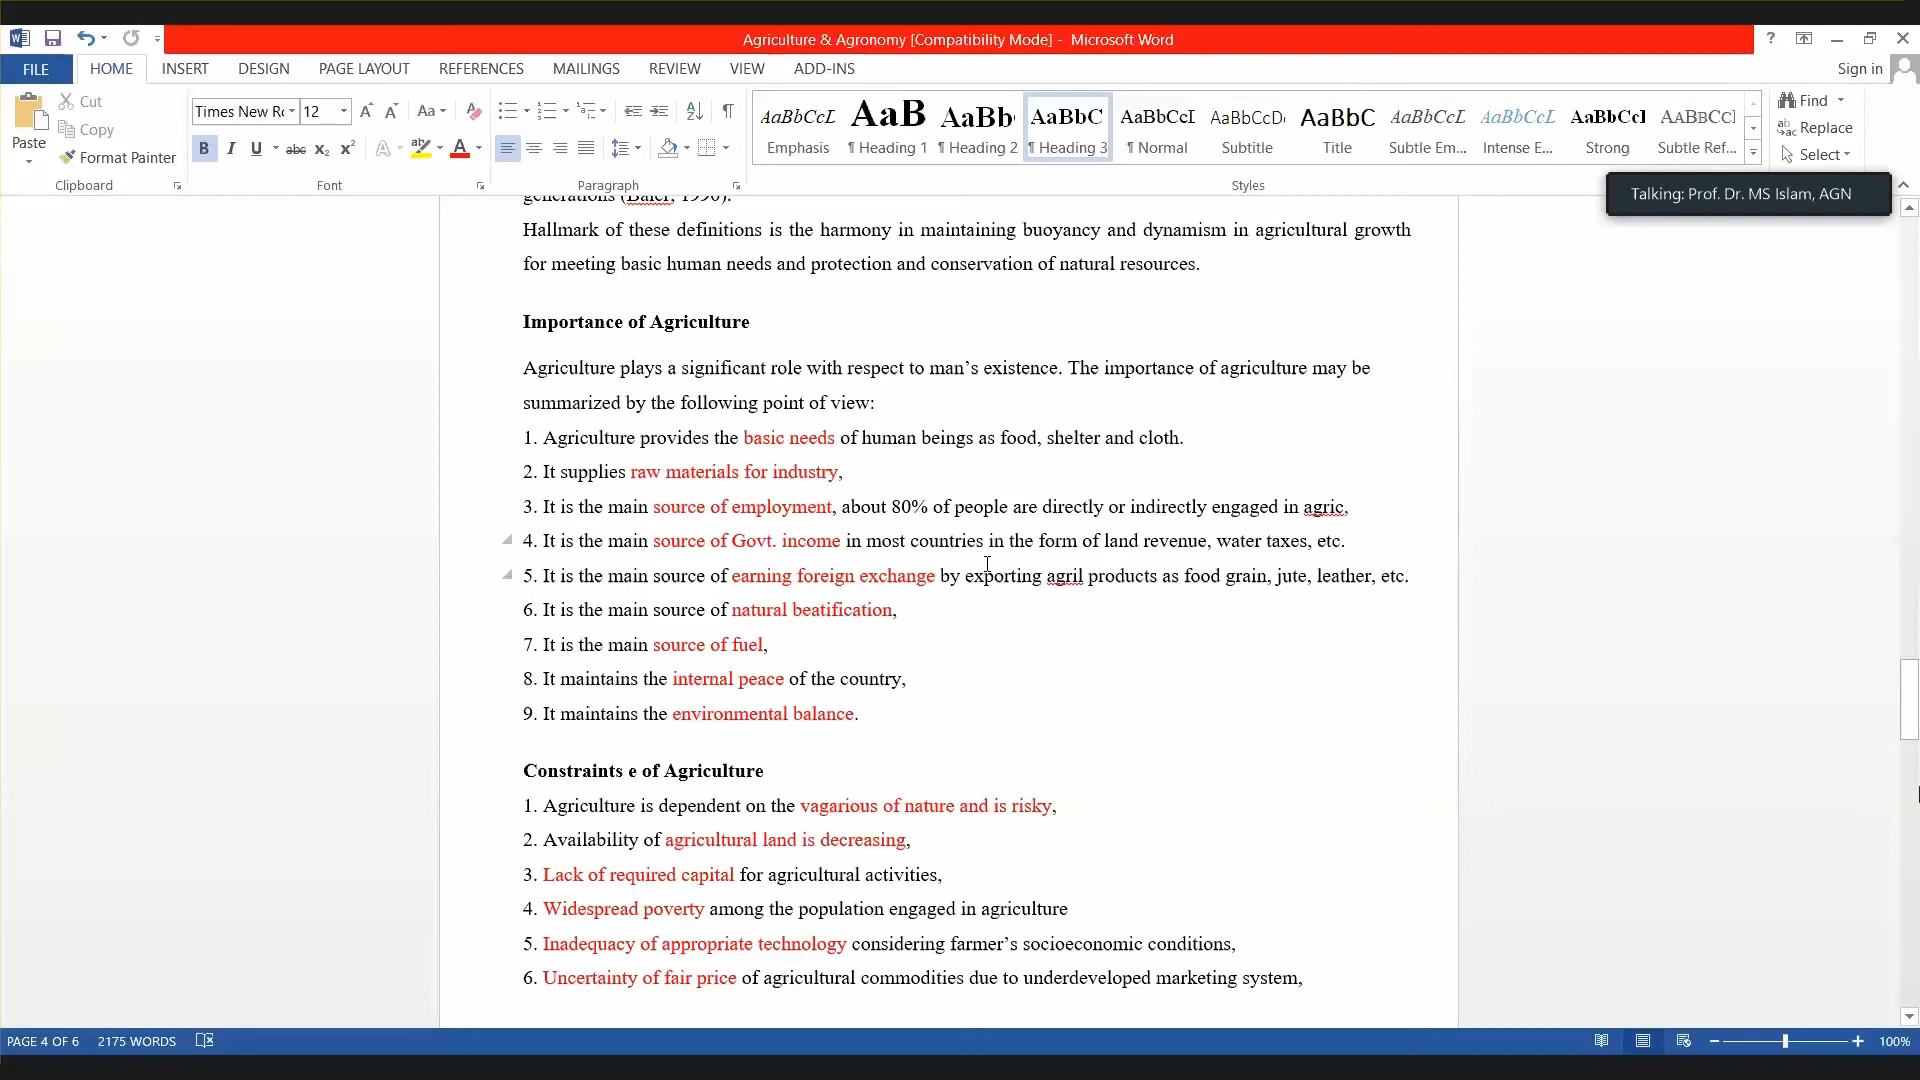 Agriculture & Agronomy [Compatibility Mode] - Microsoft Word
FILE HOME INSERT DESIGN PAGE LAYOUT REFERENCES MAILINGS REVIEW VIEW ADD-INS Sign in
Paste
Cut
Copy
Format Painter
Clipboard
Times New Rc 12
Font
Paragraph
AaBbCcL AaB AaBb AaBbC AaBbCcI AaBbCcD AaBbC AaBbCcL AaBbCcL AaBbCcI AABBCCI
Emphasis ¶ Heading 1 ¶ Heading 2 ¶ Heading 3 ¶ Normal Subtitle Title Subtle Em... Intense E... Strong Subtle Ref...
Styles
Find
Replace
Select
Talking: Prof. Dr. MS Islam, AGN
generations (Baier, 1990).
Hallmark of these definitions is the harmony in maintaining buoyancy and dynamism in agricultural growth
for meeting basic human needs and protection and conservation of natural resources.
Importance of Agriculture
Agriculture plays a significant role with respect to man’s existence. The importance of agriculture may be
summarized by the following point of view:
1. Agriculture provides the basic needs of human beings as food, shelter and cloth.
2. It supplies raw materials for industry,
3. It is the main source of employment, about 80% of people are directly or indirectly engaged in agric,
4. It is the main source of Govt. income in most countries in the form of land revenue, water taxes, etc.
5. It is the main source of earning foreign exchange by exporting agril products as food grain, jute, leather, etc.
6. It is the main source of natural beatification,
7. It is the main source of fuel,
8. It maintains the internal peace of the country,
9. It maintains the environmental balance.
Constraints e of Agriculture
1. Agriculture is dependent on the vagarious of nature and is risky,
2. Availability of agricultural land is decreasing,
3. Lack of required capital for agricultural activities,
4. Widespread poverty among the population engaged in agriculture
5. Inadequacy of appropriate technology considering farmer’s socioeconomic conditions,
6. Uncertainty of fair price of agricultural commodities due to underdeveloped marketing system,
PAGE 4 OF 6 2175 WORDS 100%